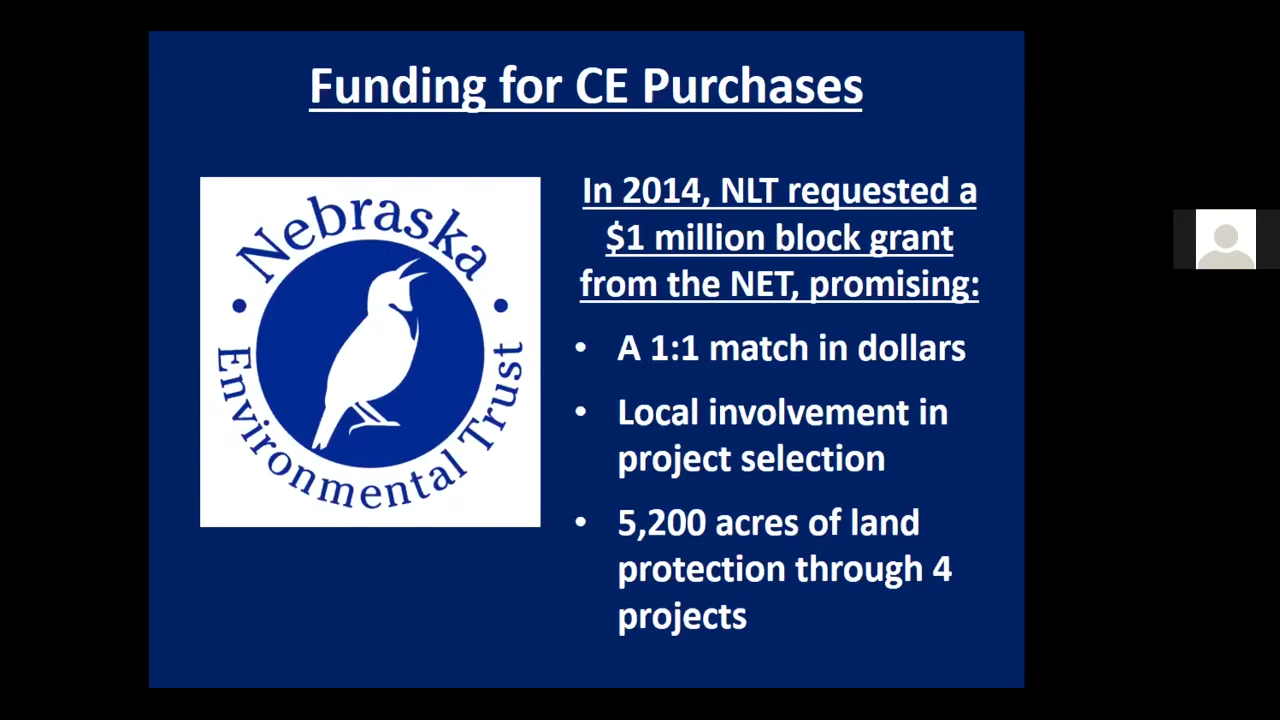 Funding for CE Purchases
Nebraska
Environmental Trust
In 2014, NLT requested a
$1 million block grant
from the NET, promising:
• A 1:1 match in dollars
• Local involvement in
project selection
• 5,200 acres of land
protection through 4
projects